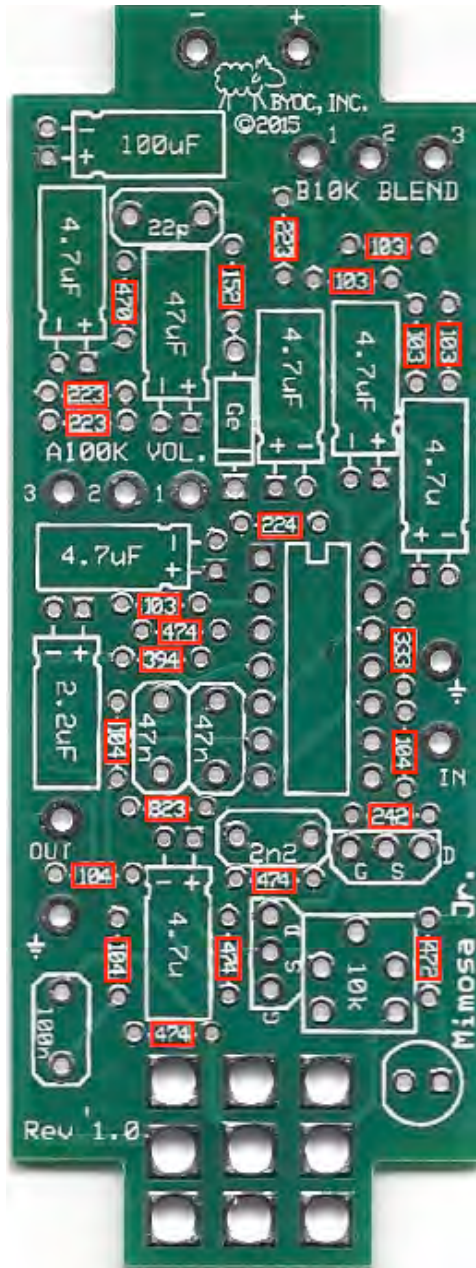 - +
BYOC, INC.
©2015
1 2 3
- +
100uF
B10K BLEND
22p
223
103
4.7uF
- +
470
47uF
- +
152
103
4.7uF
+ -
4.7uF
+ -
103
103
223
223
Ge
4.7u
+ -
A100K VOL.
3 2 1
224
4.7uF
- +
103
474
394
333
- +
2.2uF
104
47n
47n
104
IN
823
242
OUT
2n2
G S D
104
474
- +
4.7u
104
474
D S G
10k
472
Mimosa Jr.
100n
474
Rev 1.0